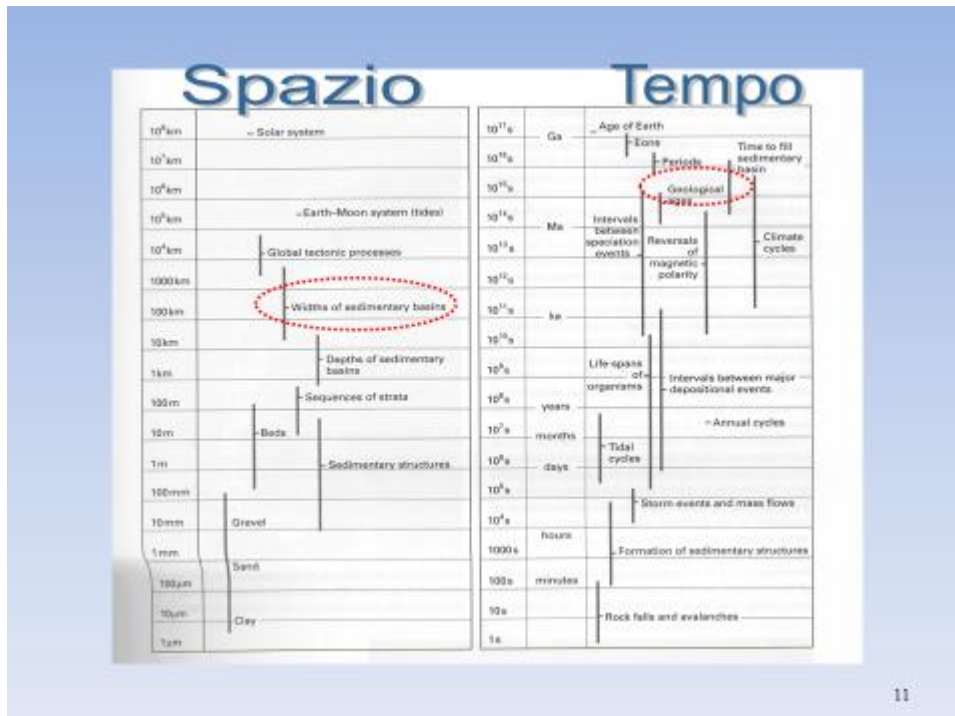 Spazio
10⁸km
10⁷km
10⁶km
10⁵km
10⁴km
1000km
100km
10km
1km
100m
10m
1m
100mm
10mm
1mm
100µm
10µm
1µm
Solar system
Earth–Moon system (tides)
Global tectonic processes
Widths of sedimentary basins
Depths of sedimentary
basins
Sequences of strata
Beds
Sedimentary structures
Gravel
Sand
Clay
Tempo
10¹⁷s
10¹⁶s
10¹⁵s
10¹⁴s
10¹³s
10¹²s
10¹¹s
10¹⁰s
10⁹s
10⁸s
10⁷s
10⁶s
10⁵s
10⁴s
1000s
100s
10s
1s
Ga
Ma
ka
years
months
days
hours
minutes
Age of Earth
Eons
Periods
Time to fill
sedimentary
basin
Geological
ages
Intervals
between
speciation
events
Reversals
of
magnetic
polarity
Climate
cycles
Life-spans
of
organisms
Intervals between major
depositional events
Annual cycles
Tidal
cycles
Storm events and mass flows
Formation of sedimentary structures
Rock falls and avalanches
11